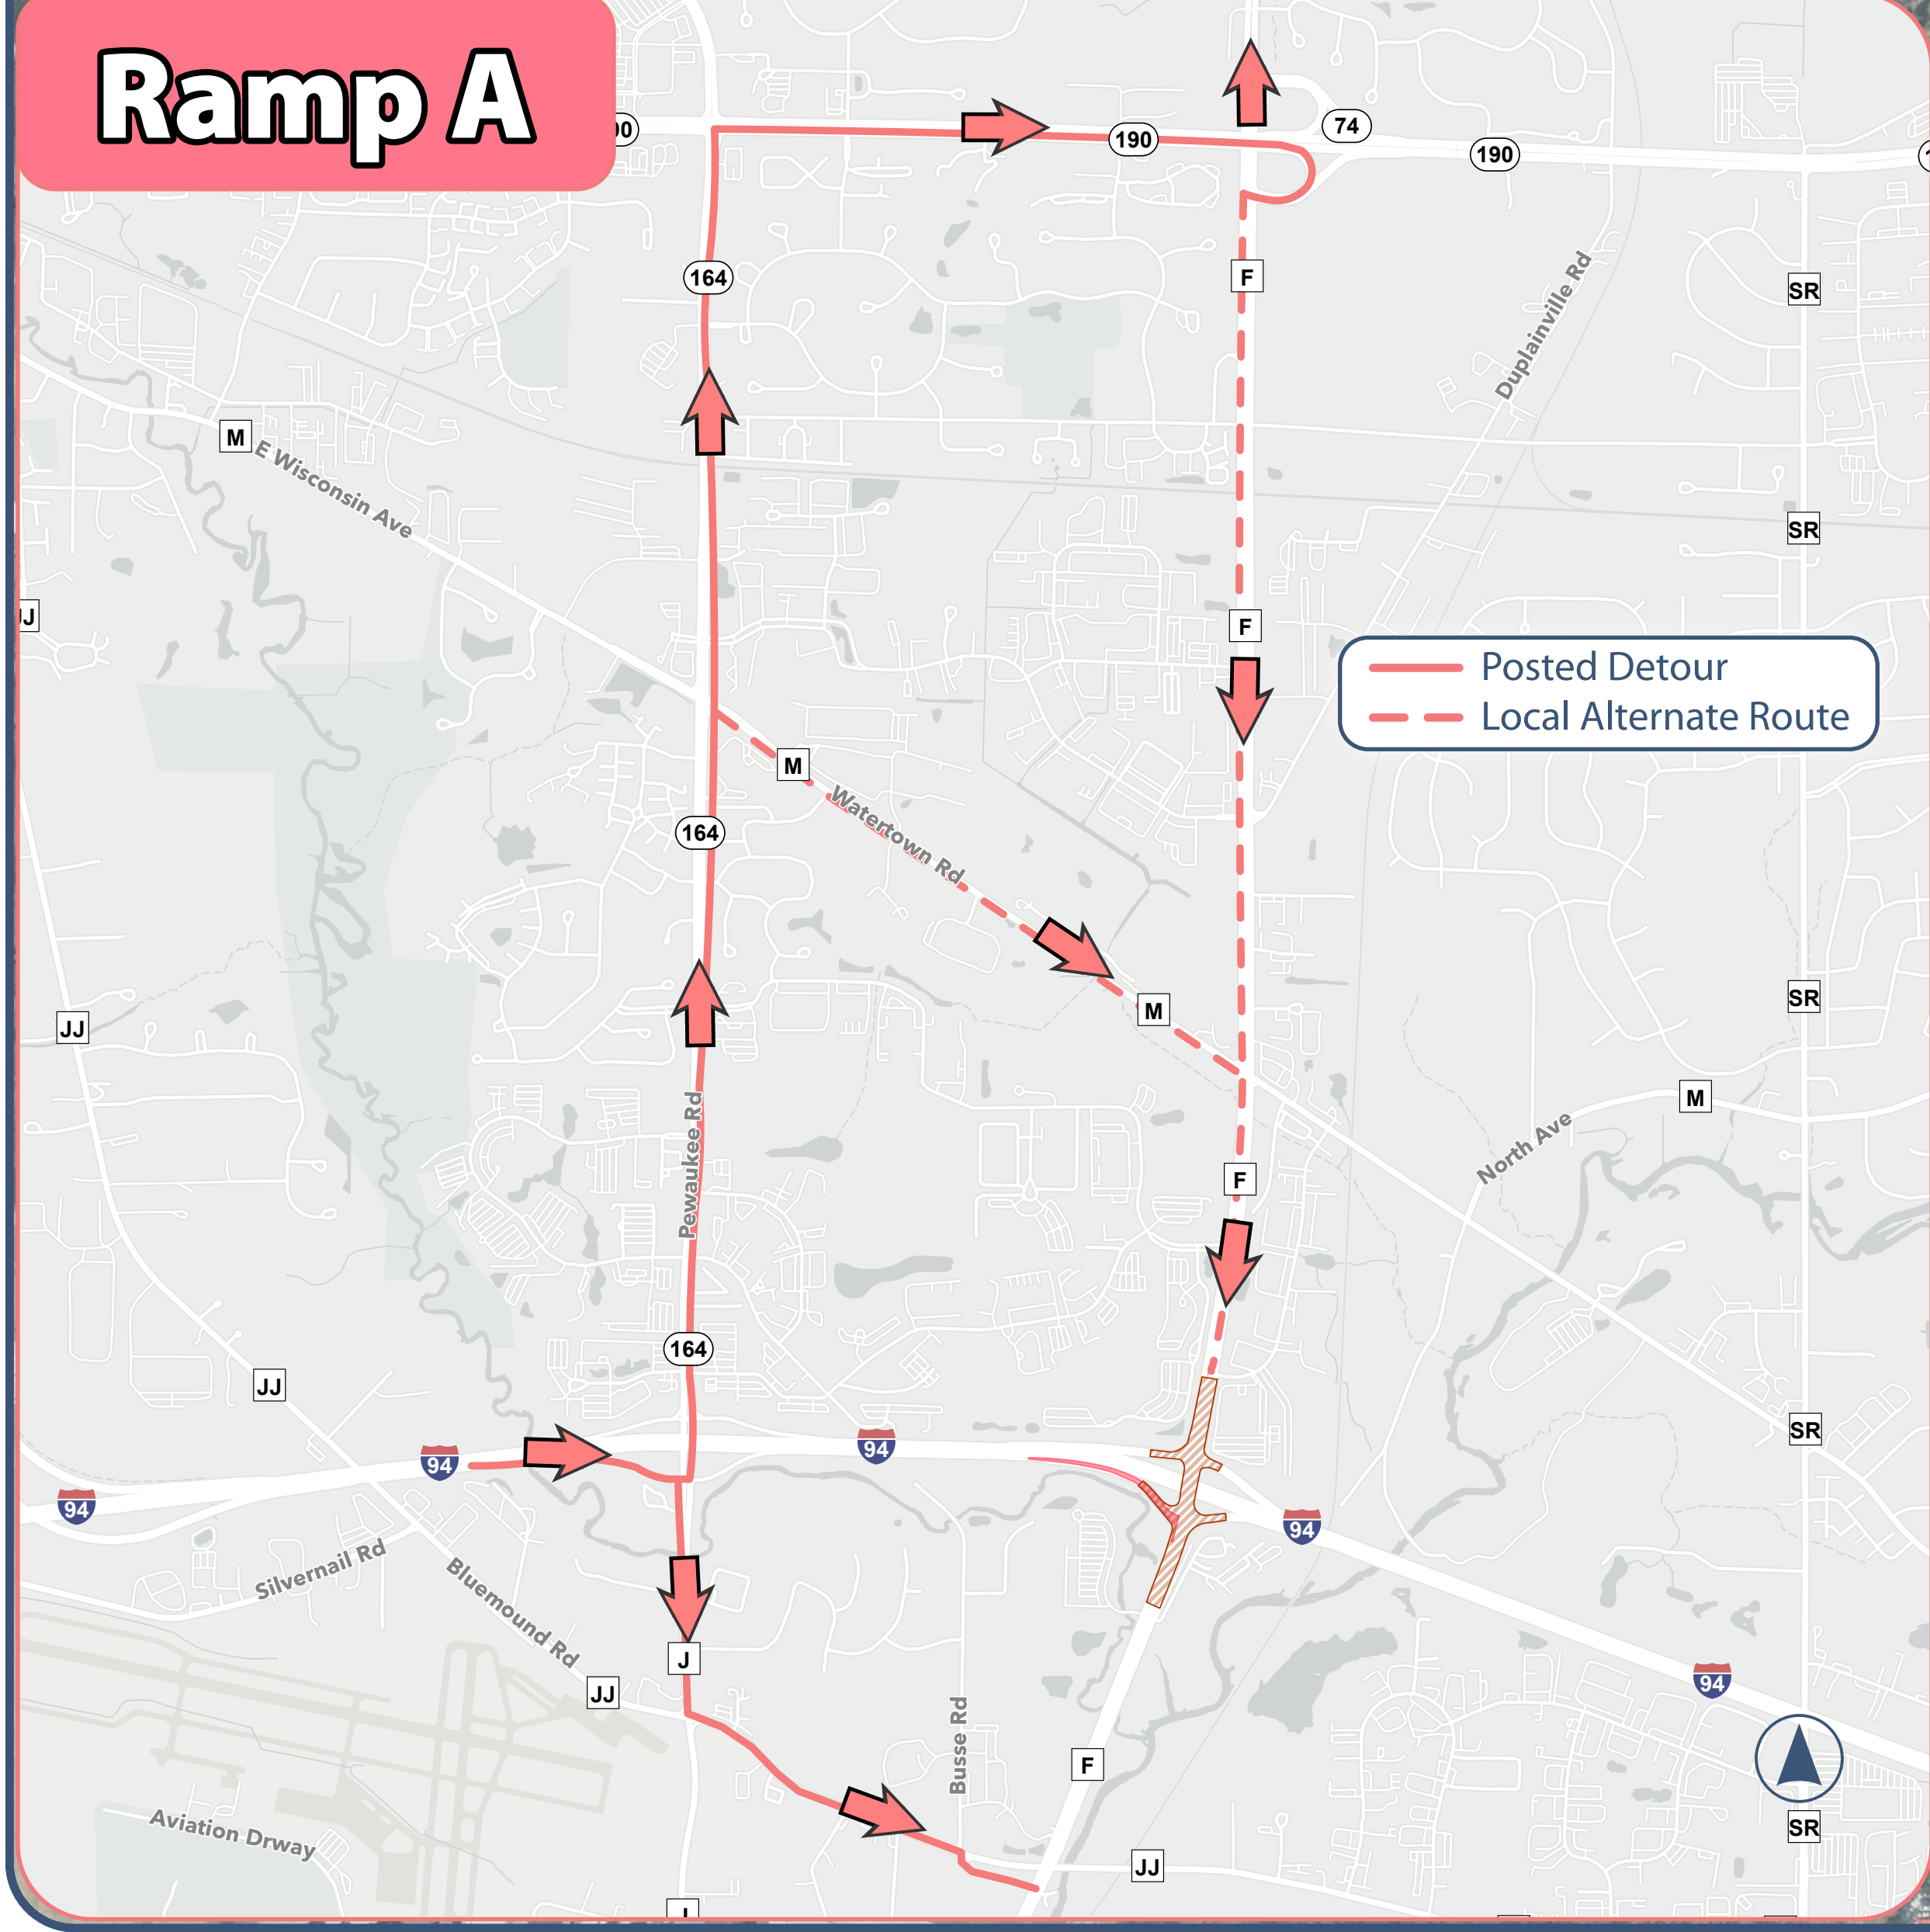 Ramp A
74
190
190
164
F
SR
Duplainville Rd
M
E Wisconsin Ave
SR
JJ
F
Posted Detour
Local Alternate Route
M
Watertown Rd
164
SR
M
JJ
M
North Ave
Pewaukee Rd
F
164
JJ
SR
94
94
94
94
Silvernail Rd
Bluemound Rd
J
94
JJ
Busse Rd
F
Aviation Drway
SR
JJ